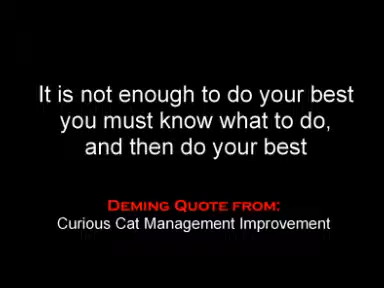 It is not enough to do your best
you must know what to do,
and then do your best
Deming Quote from:
Curious Cat Management Improvement